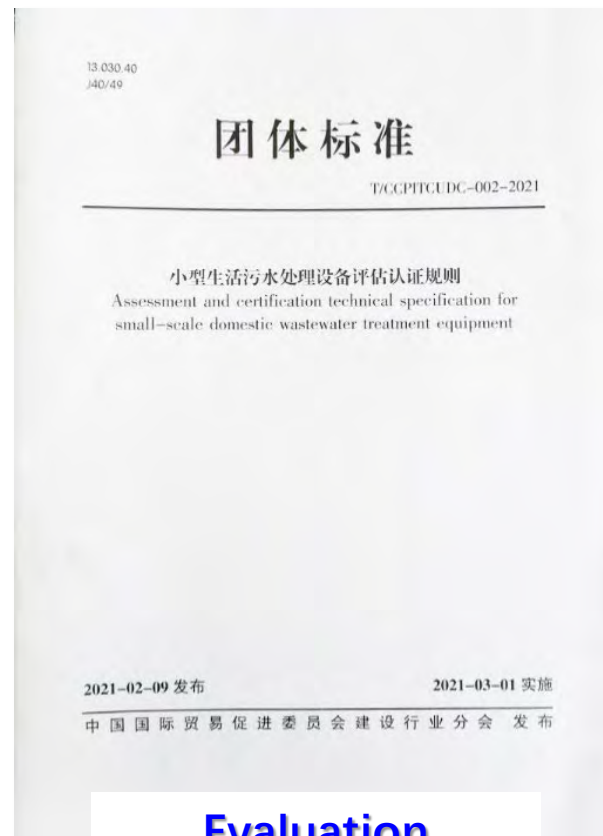 13.030.40
/40/49
团体标准
T/CCPITCUDC-002-2021
小型生活污水处理设备评估认证规则
Assessment and certification technical specification for
small-scale domestic wastewater treatment equipment
2021-02-09 发布
2021-03-01 实施
中国国际贸易促进委员会建设行业分会 发布
Evaluation